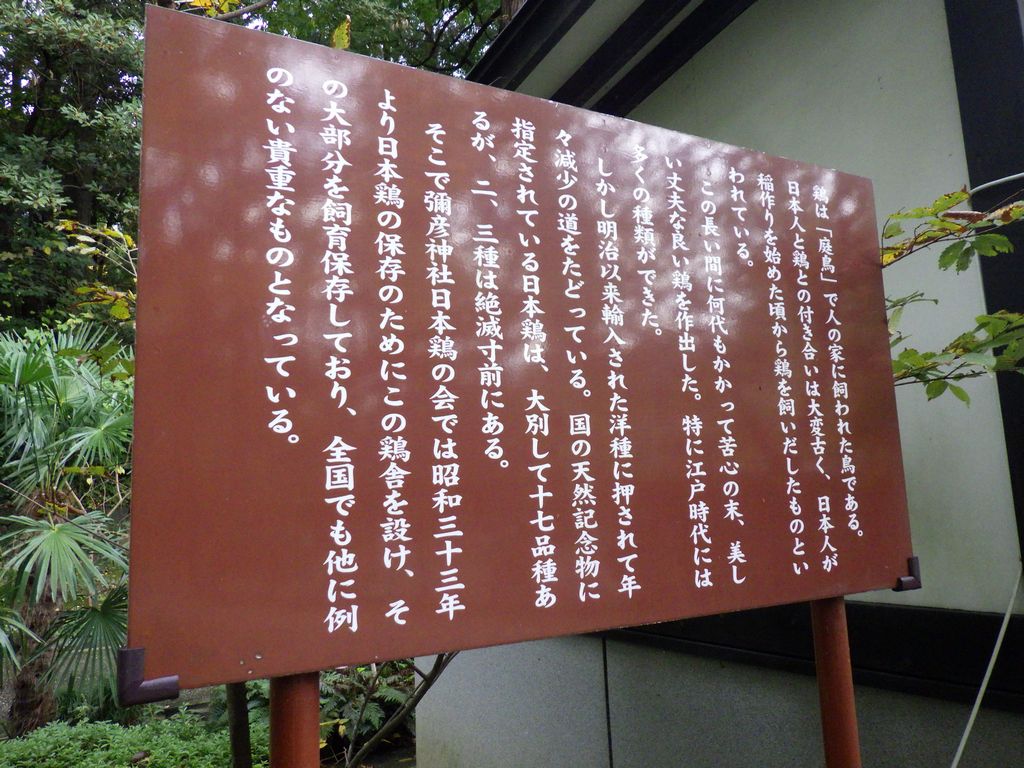 鶏は「庭鳥」で人の家に飼われた鳥である。
日本人と鶏との付き合いは大変古く、日本人が
稲作りを始めた頃から鶏を飼いだしたものとい
われている。
この長い間に何代もかかって苦心の末、美し
い丈夫な良い鶏を作出した。特に江戸時代には
多くの種類ができた。
しかし明治以来輸入された洋種に押されて年
々減少の道をたどっている。国の天然記念物に
指定されている日本鶏は、大別して十七品種あ
るが、二、三種は絶滅寸前にある。
そこで彌彦神社日本鶏の会では昭和三十三年
より日本鶏の保存のためにこの鶏舎を設け、そ
の大部分を飼育保存しており、全国でも他に例
のない貴重なものとなっている。